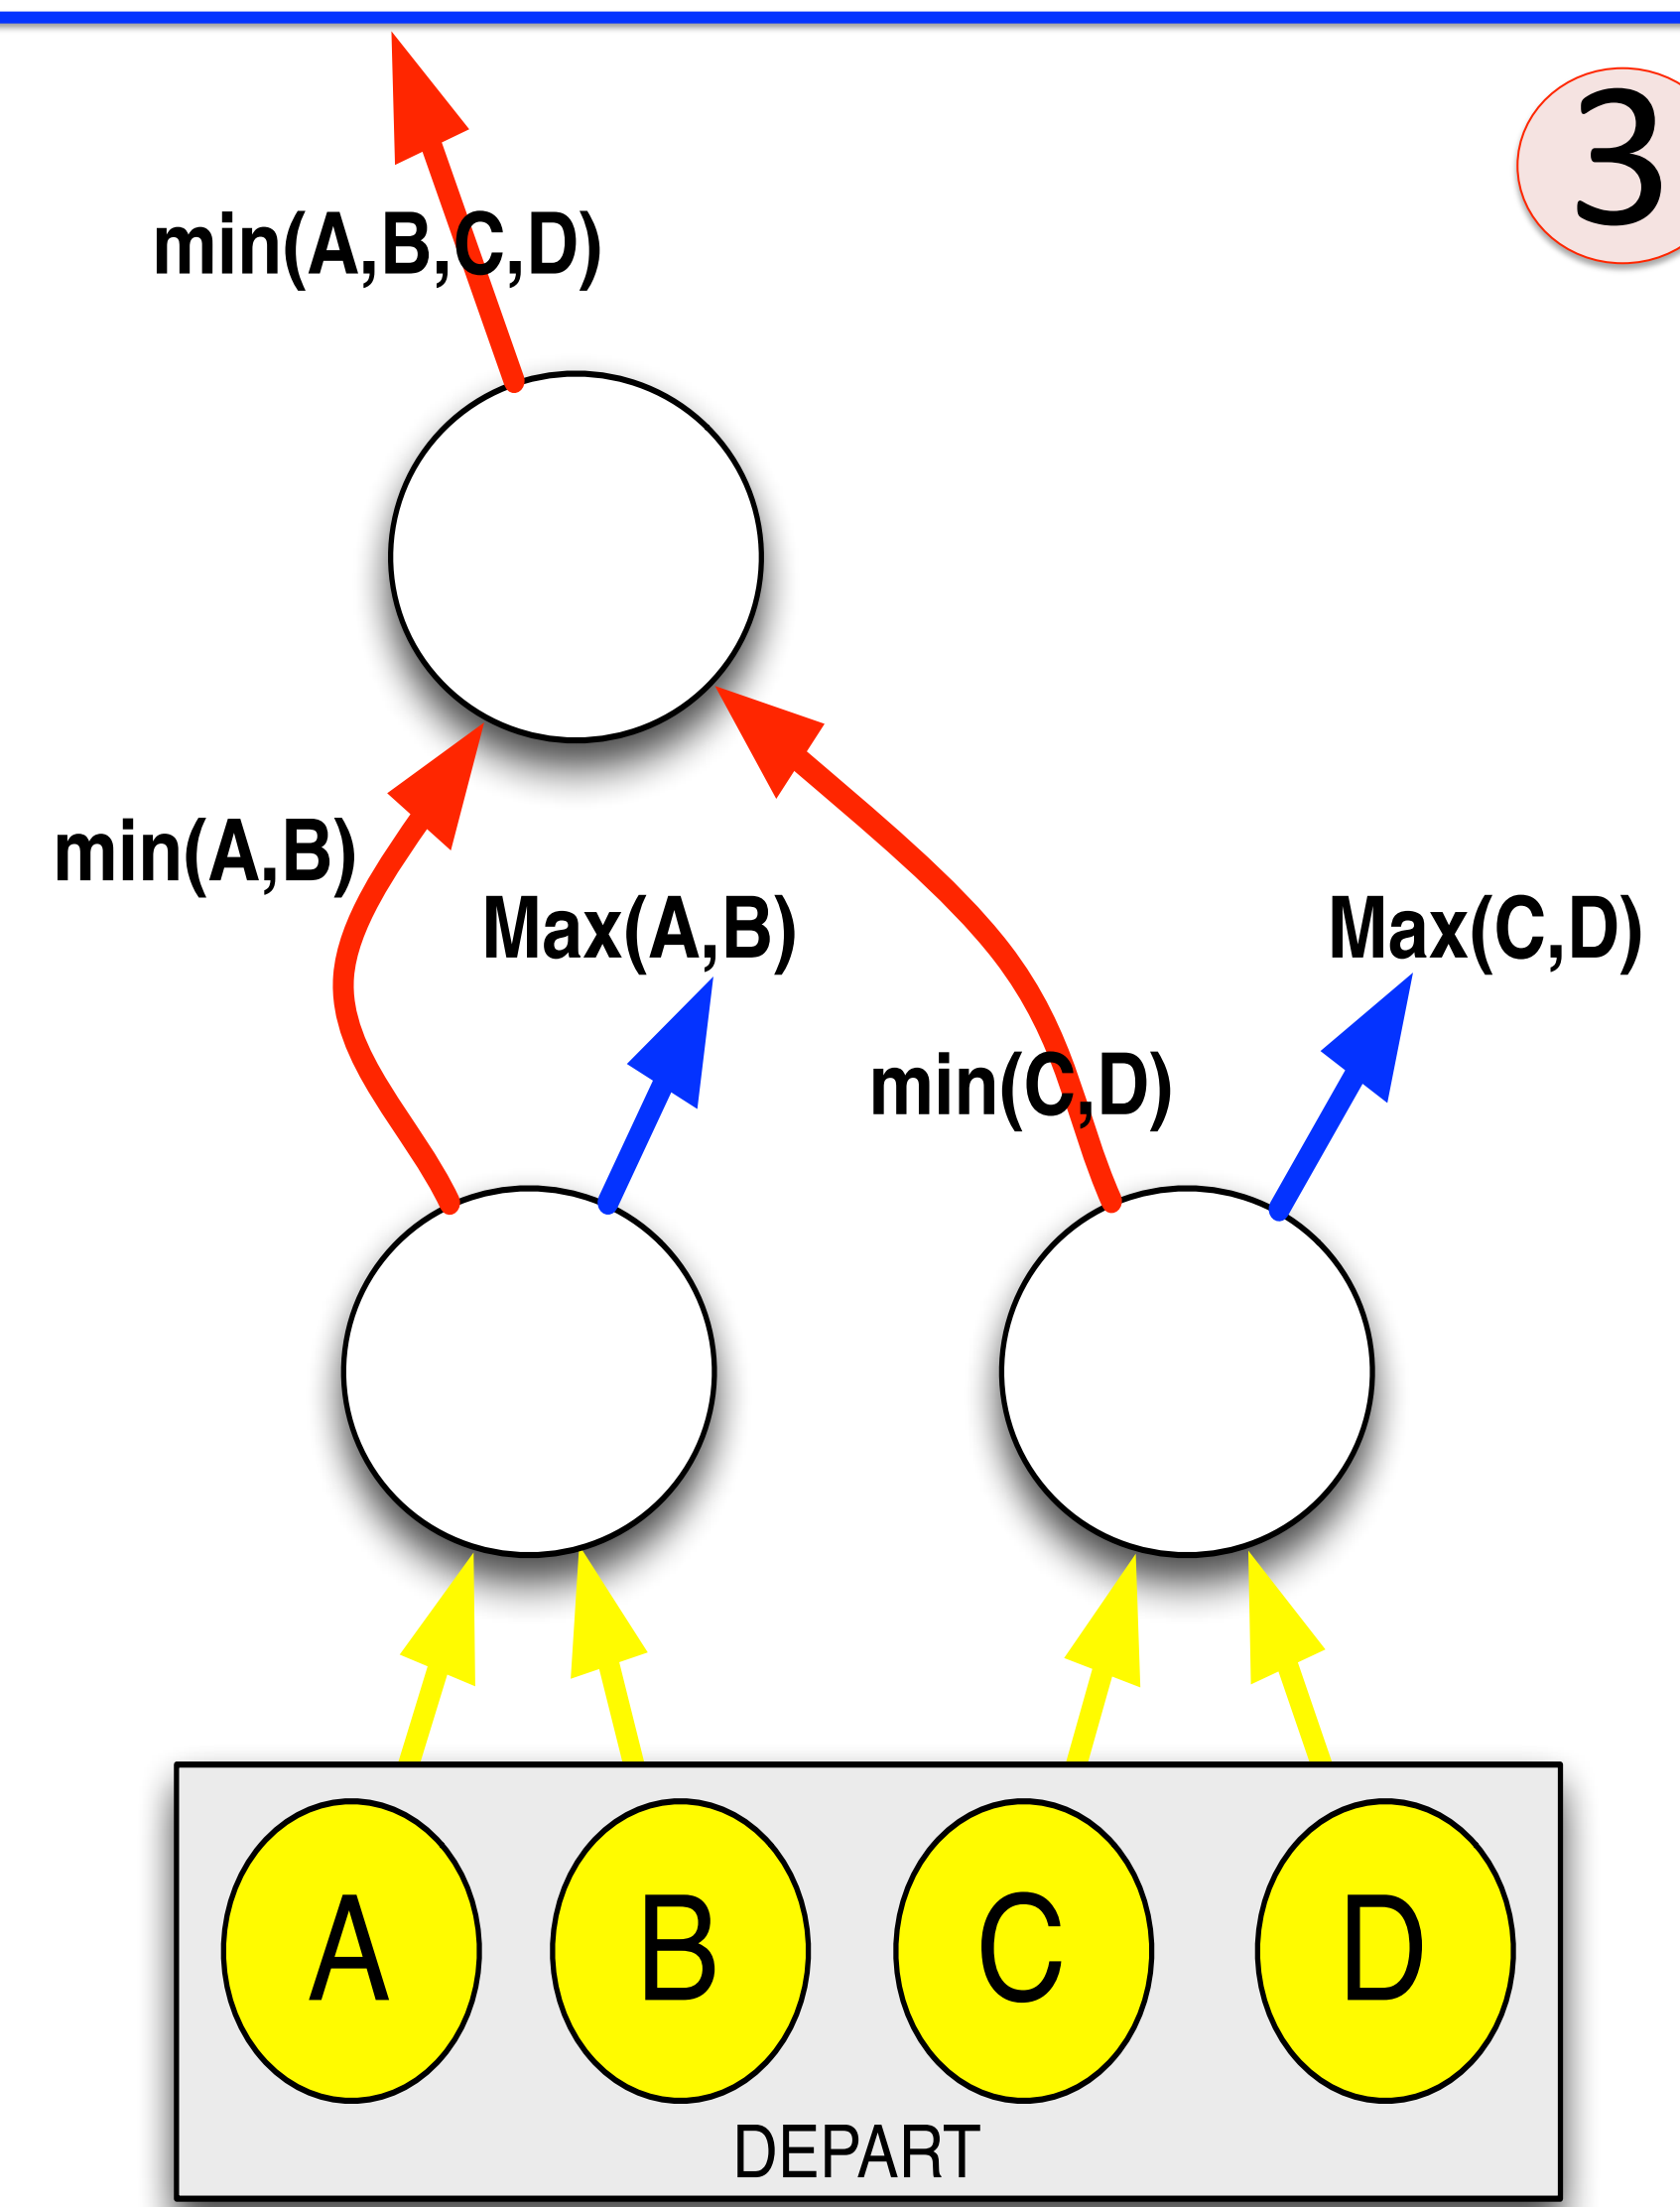 3
min(A,B,C,D)
min(A,B)
Max(A,B)
Max(C,D)
min(C,D)
A B C D
DEPART